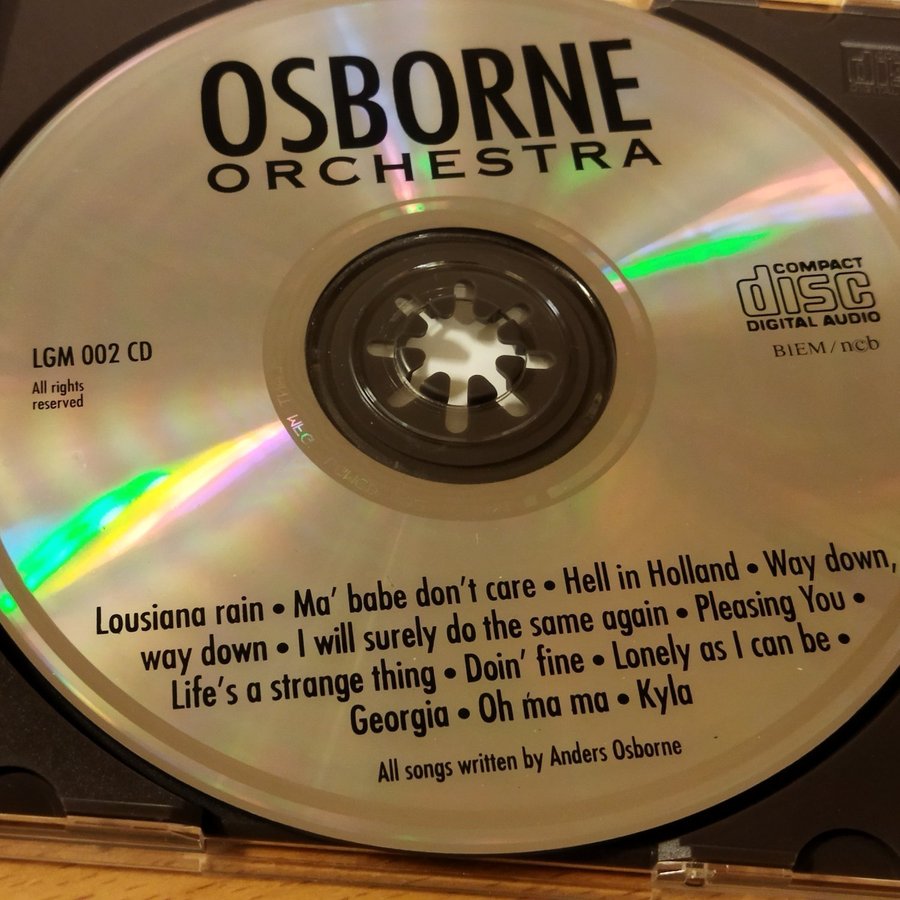 OSBORNE
ORCHESTRA
COMPACT
disc
DIGITAL AUDIO
BIEM / ncb
LGM 002 CD
All rights
reserved
Lousiana rain • Ma' babe don't care • Hell in Holland • Way down,
way down • I will surely do the same again • Pleasing You •
Life's a strange thing • Doin' fine • Lonely as I can be •
Georgia • Oh ma ma • Kyla
All songs written by Anders Osborne